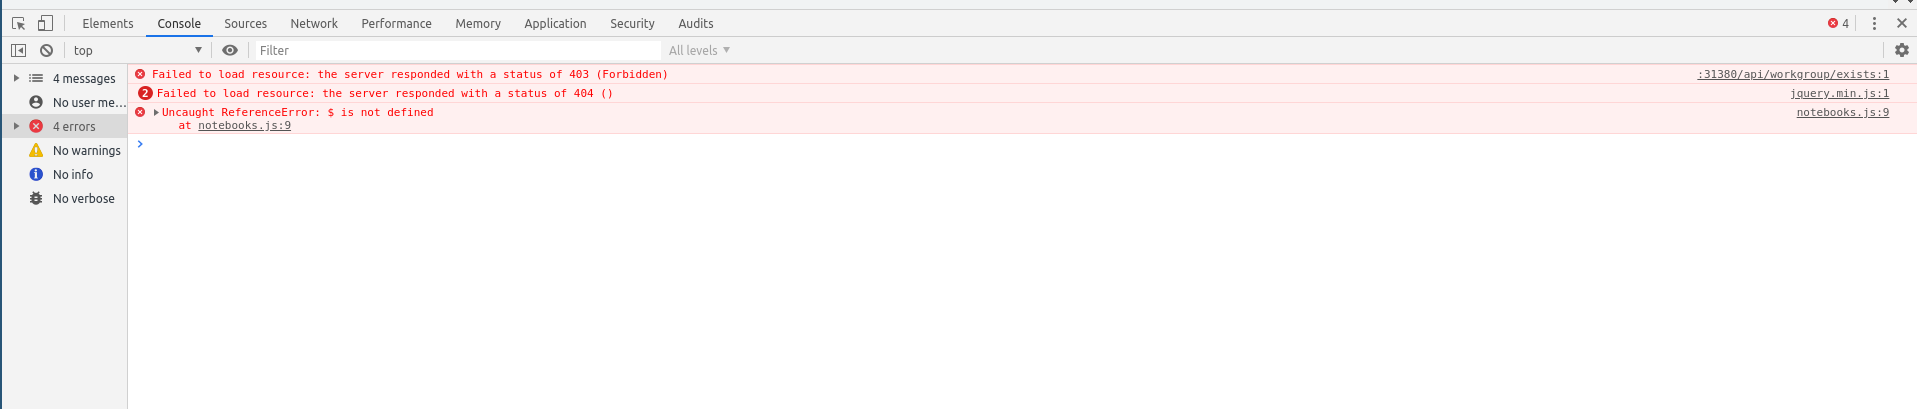 Elements Console Sources Network Performance Memory Application Security Audits 4
top Filter All levels
4 messages
No user me...
4 errors
No warnings
No info
No verbose
Failed to load resource: the server responded with a status of 403 (Forbidden) :31380/api/workgroup/exists:1
2 Failed to load resource: the server responded with a status of 404 () jquery.min.js:1
Uncaught ReferenceError: $ is not defined notebooks.js:9
at notebooks.js:9